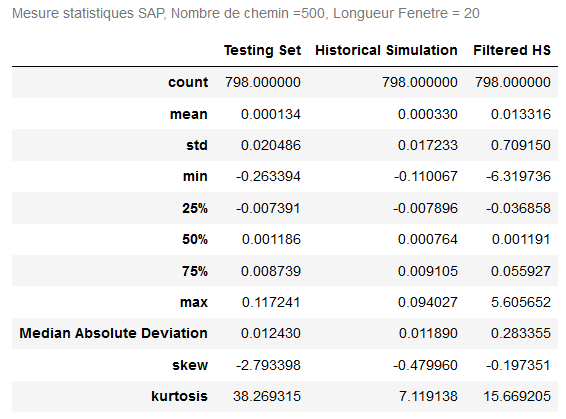 Mesure statistiques SAP, Nombre de chemin =500, Longueur Fenetre = 20
Testing Set Historical Simulation Filtered HS
count 798.000000 798.000000 798.000000
mean 0.000134 0.000330 0.013316
std 0.020486 0.017233 0.709150
min -0.263394 -0.110067 -6.319736
25% -0.007391 -0.007896 -0.036858
50% 0.001186 0.000764 0.001191
75% 0.008739 0.009105 0.055927
max 0.117241 0.094027 5.605652
Median Absolute Deviation 0.012430 0.011890 0.283355
skew -2.793398 -0.479960 -0.197351
kurtosis 38.269315 7.119138 15.669205